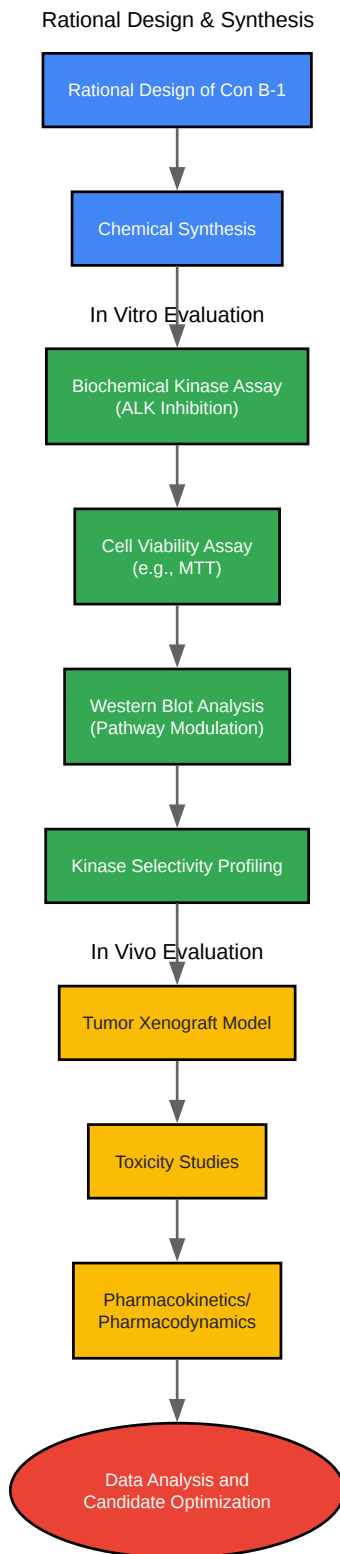 Rational Design & Synthesis
Rational Design of Con B-1
Chemical Synthesis
In Vitro Evaluation
Biochemical Kinase Assay
(ALK Inhibition)
Cell Viability Assay
(e.g., MTT)
Western Blot Analysis
(Pathway Modulation)
Kinase Selectivity Profiling
In Vivo Evaluation
Tumor Xenograft Model
Toxicity Studies
Pharmacokinetics/
Pharmacodynamics
Data Analysis and
Candidate Optimization